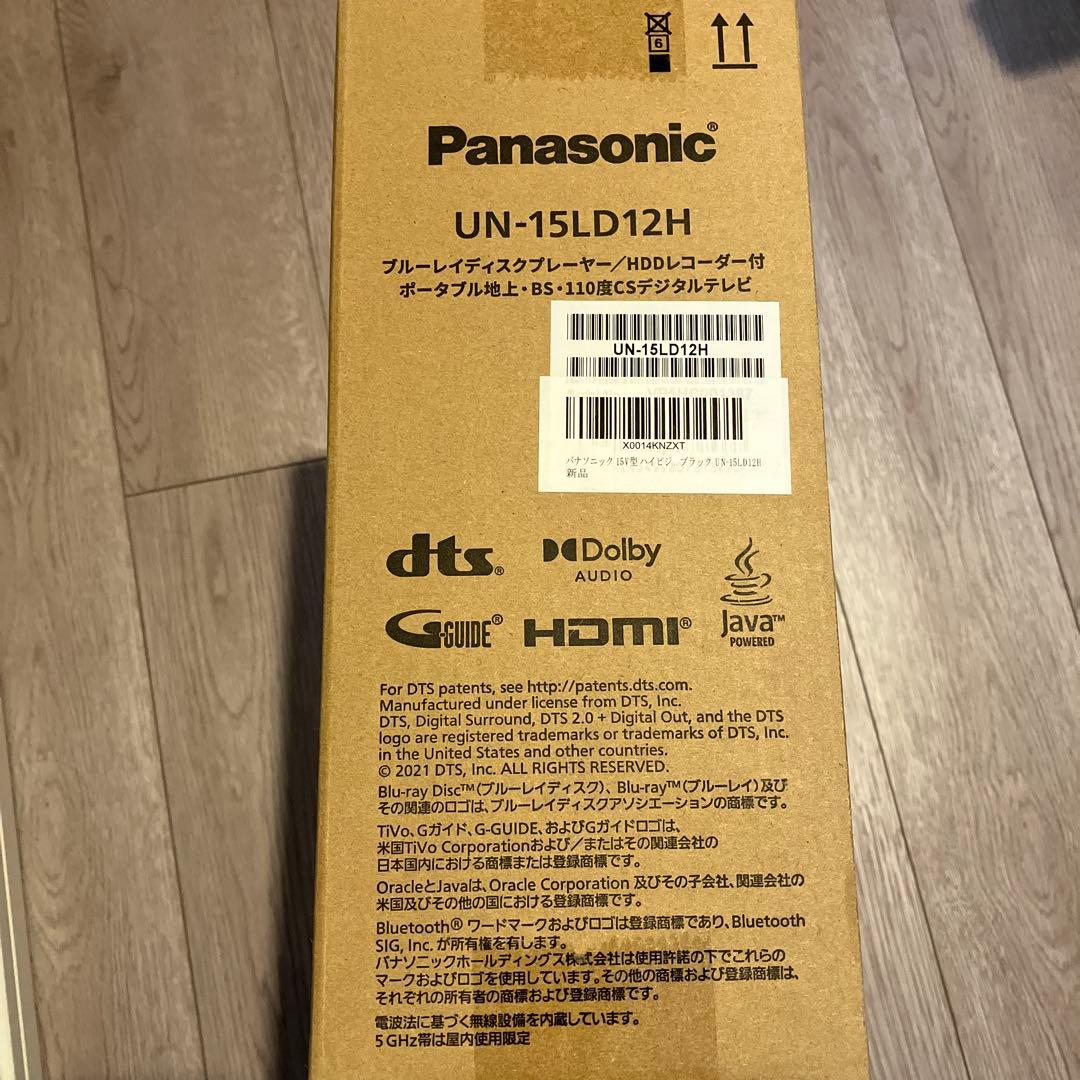 6
Panasonic®
UN-15LD12H
ブルーレイディスクプレーヤー／HDDレコーダー付
ポータブル地上・BS・110度CSデジタルテレビ
UN-15LD12H
X0014KNZXT
パナソニック 15V型 ハイビジ...ブラック UN-15LD12H
新品
dts®
Dolby
AUDIO
Java™
POWERED
G-GUIDE®
HDMI®
For DTS patents, see http://patents.dts.com.
Manufactured under license from DTS, Inc.
DTS, Digital Surround, DTS 2.0 + Digital Out, and the DTS
logo are registered trademarks or trademarks of DTS, Inc.
in the United States and other countries.
© 2021 DTS, Inc. ALL RIGHTS RESERVED.
Blu-ray Disc™（ブルーレイディスク）、Blu-ray™（ブルーレイ）及び
その関連のロゴは、ブルーレイディスクアソシエーションの商標です。
TiVo、Gガイド、G-GUIDE、およびGガイドロゴは、
米国TiVo Corporationおよび／またはその関連会社の
日本国内における商標または登録商標です。
OracleとJavaは、Oracle Corporation 及びその子会社、関連会社の
米国及びその他の国における登録商標です。
Bluetooth® ワードマークおよびロゴは登録商標であり、Bluetooth
SIG, Inc. が所有権を有します。
パナソニックホールディングス株式会社は使用許諾の下でこれらの
マークおよびロゴを使用しています。その他の商標および登録商標は、
それぞれの所有者の商標および登録商標です。
電波法に基づく無線設備を内蔵しています。
5 GHz帯は屋内使用限定